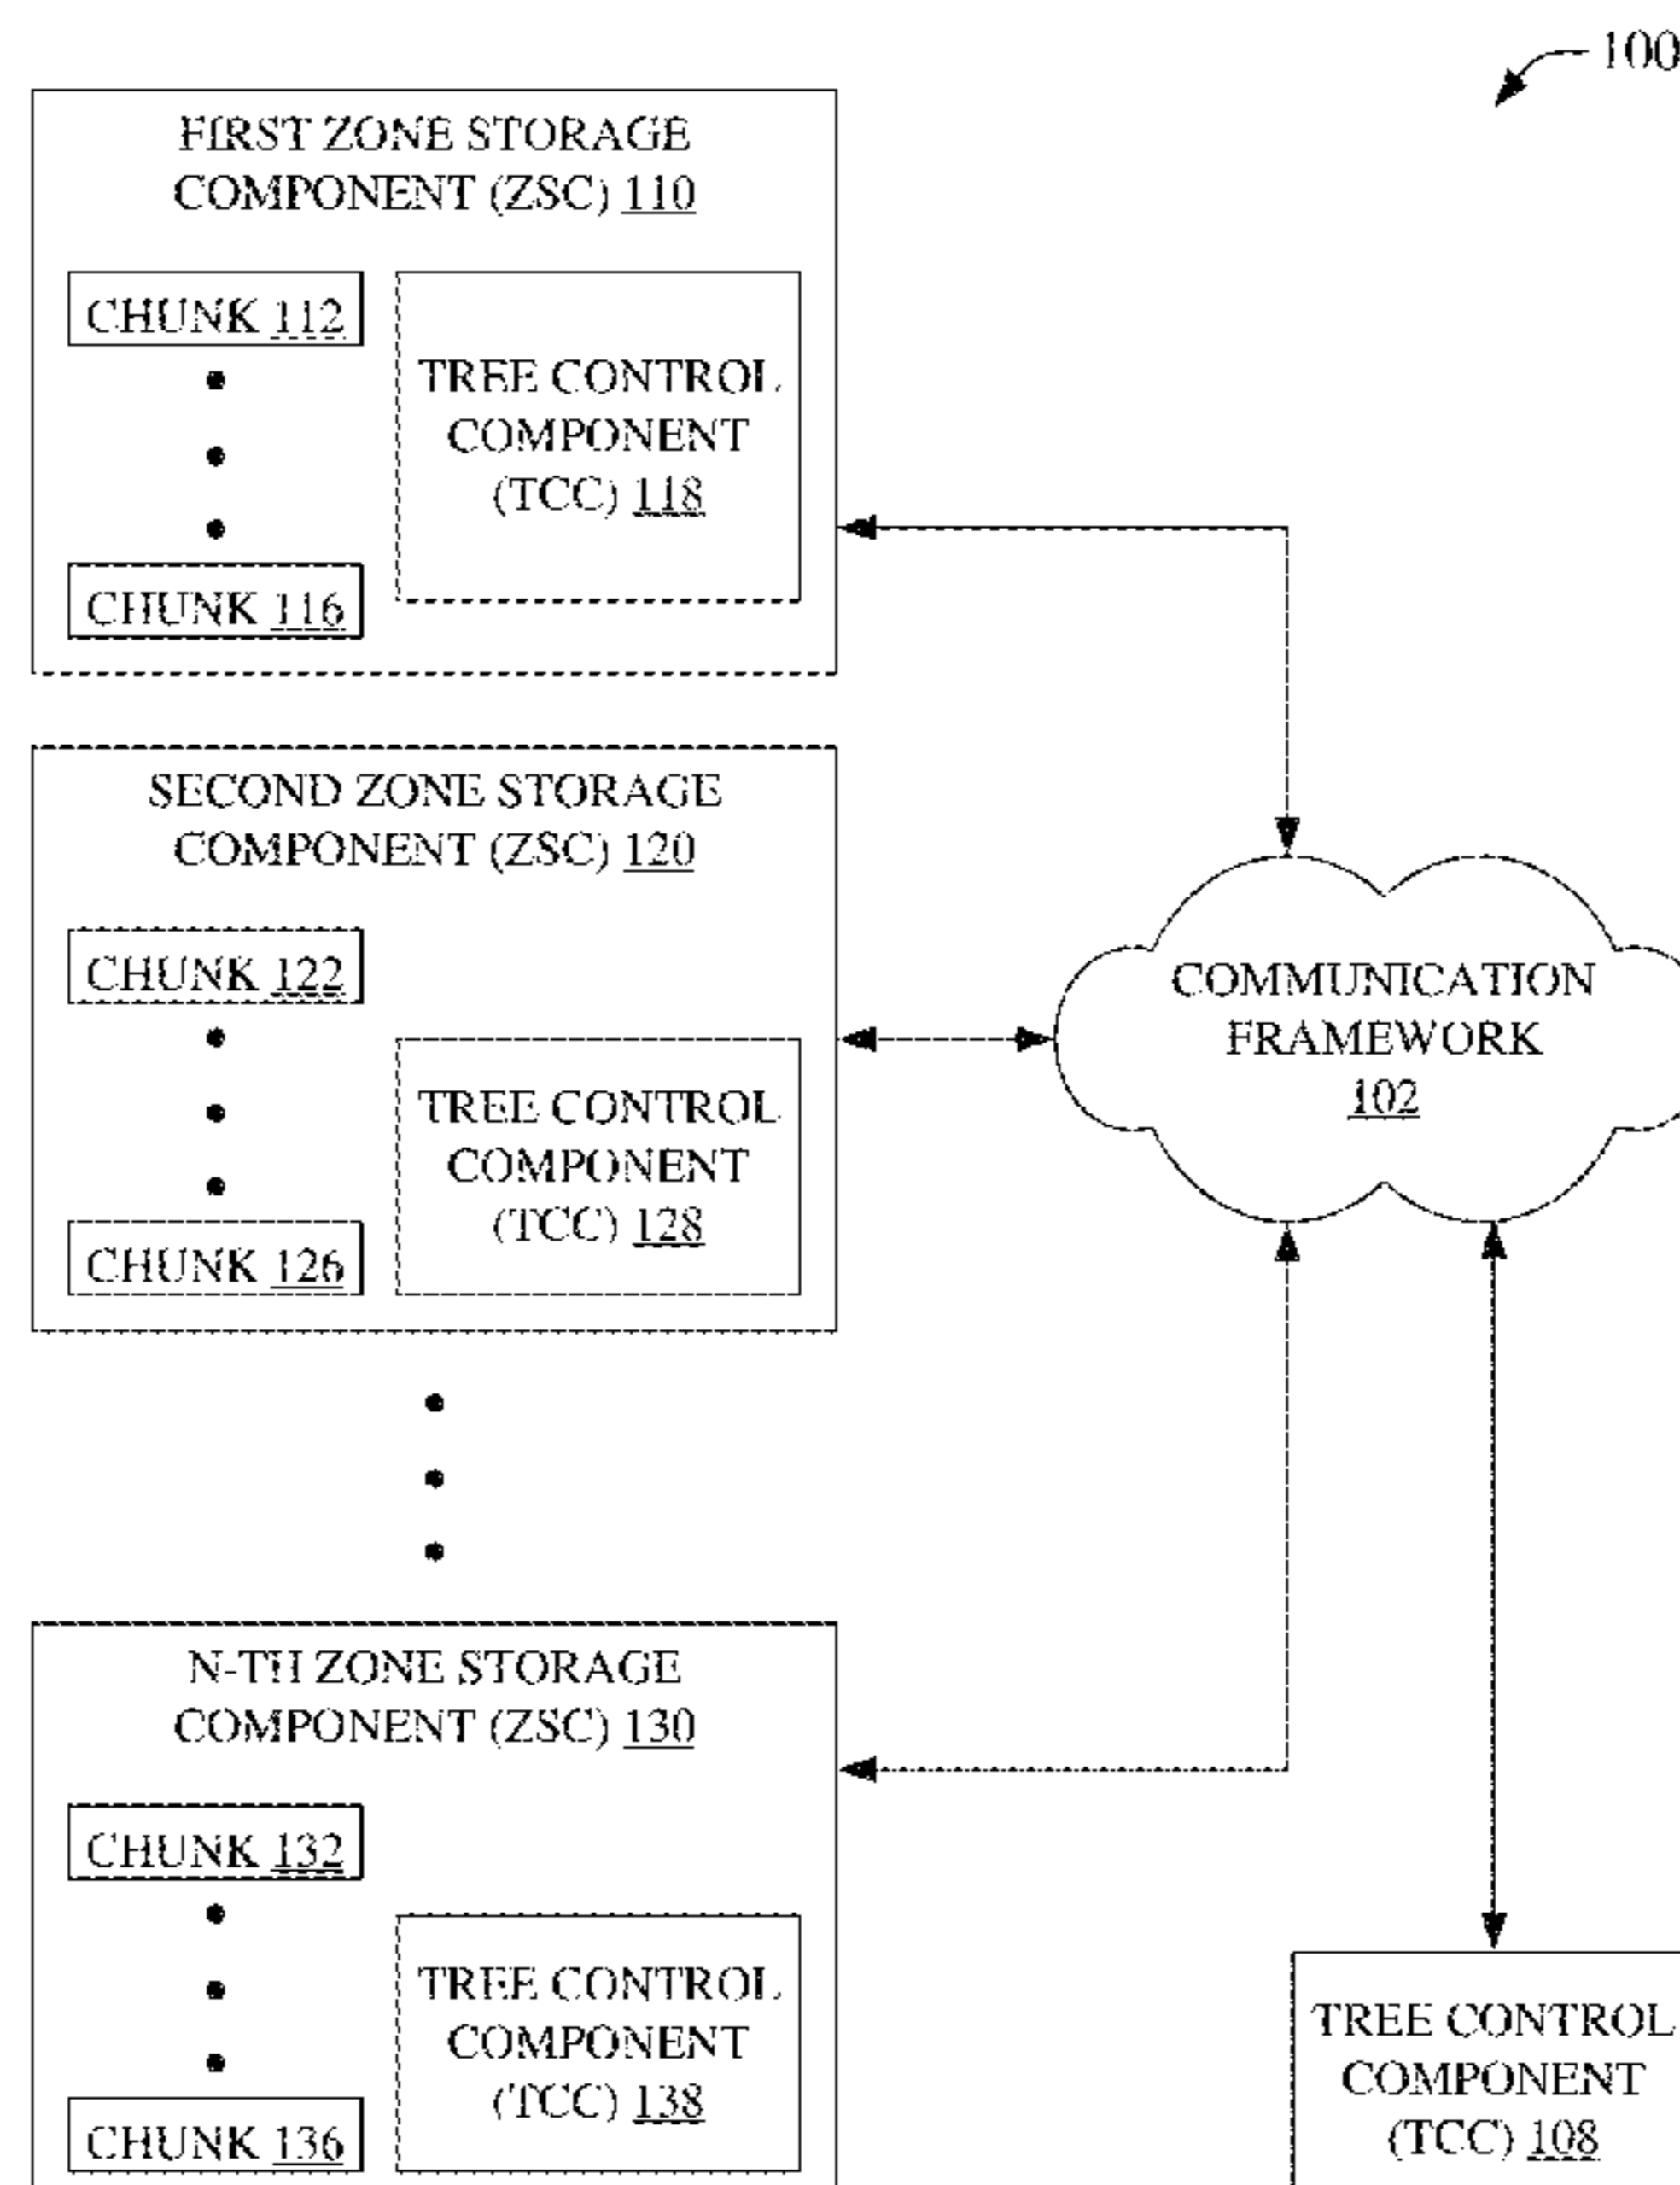 100
FIRST ZONE STORAGE
COMPONENT (ZSC) 110
CHUNK 112
TREE CONTROL
COMPONENT
(TCC) 118
CHUNK 116
SECOND ZONE STORAGE
COMPONENT (ZSC) 120
CHUNK 122
TREE CONTROL
COMPONENT
(TCC) 128
CHUNK 126
COMMUNICATION
FRAMEWORK
102
N-TH ZONE STORAGE
COMPONENT (ZSC) 130
CHUNK 132
TREE CONTROL
COMPONENT
(TCC) 138
CHUNK 136
TREE CONTROL
COMPONENT
(TCC) 108